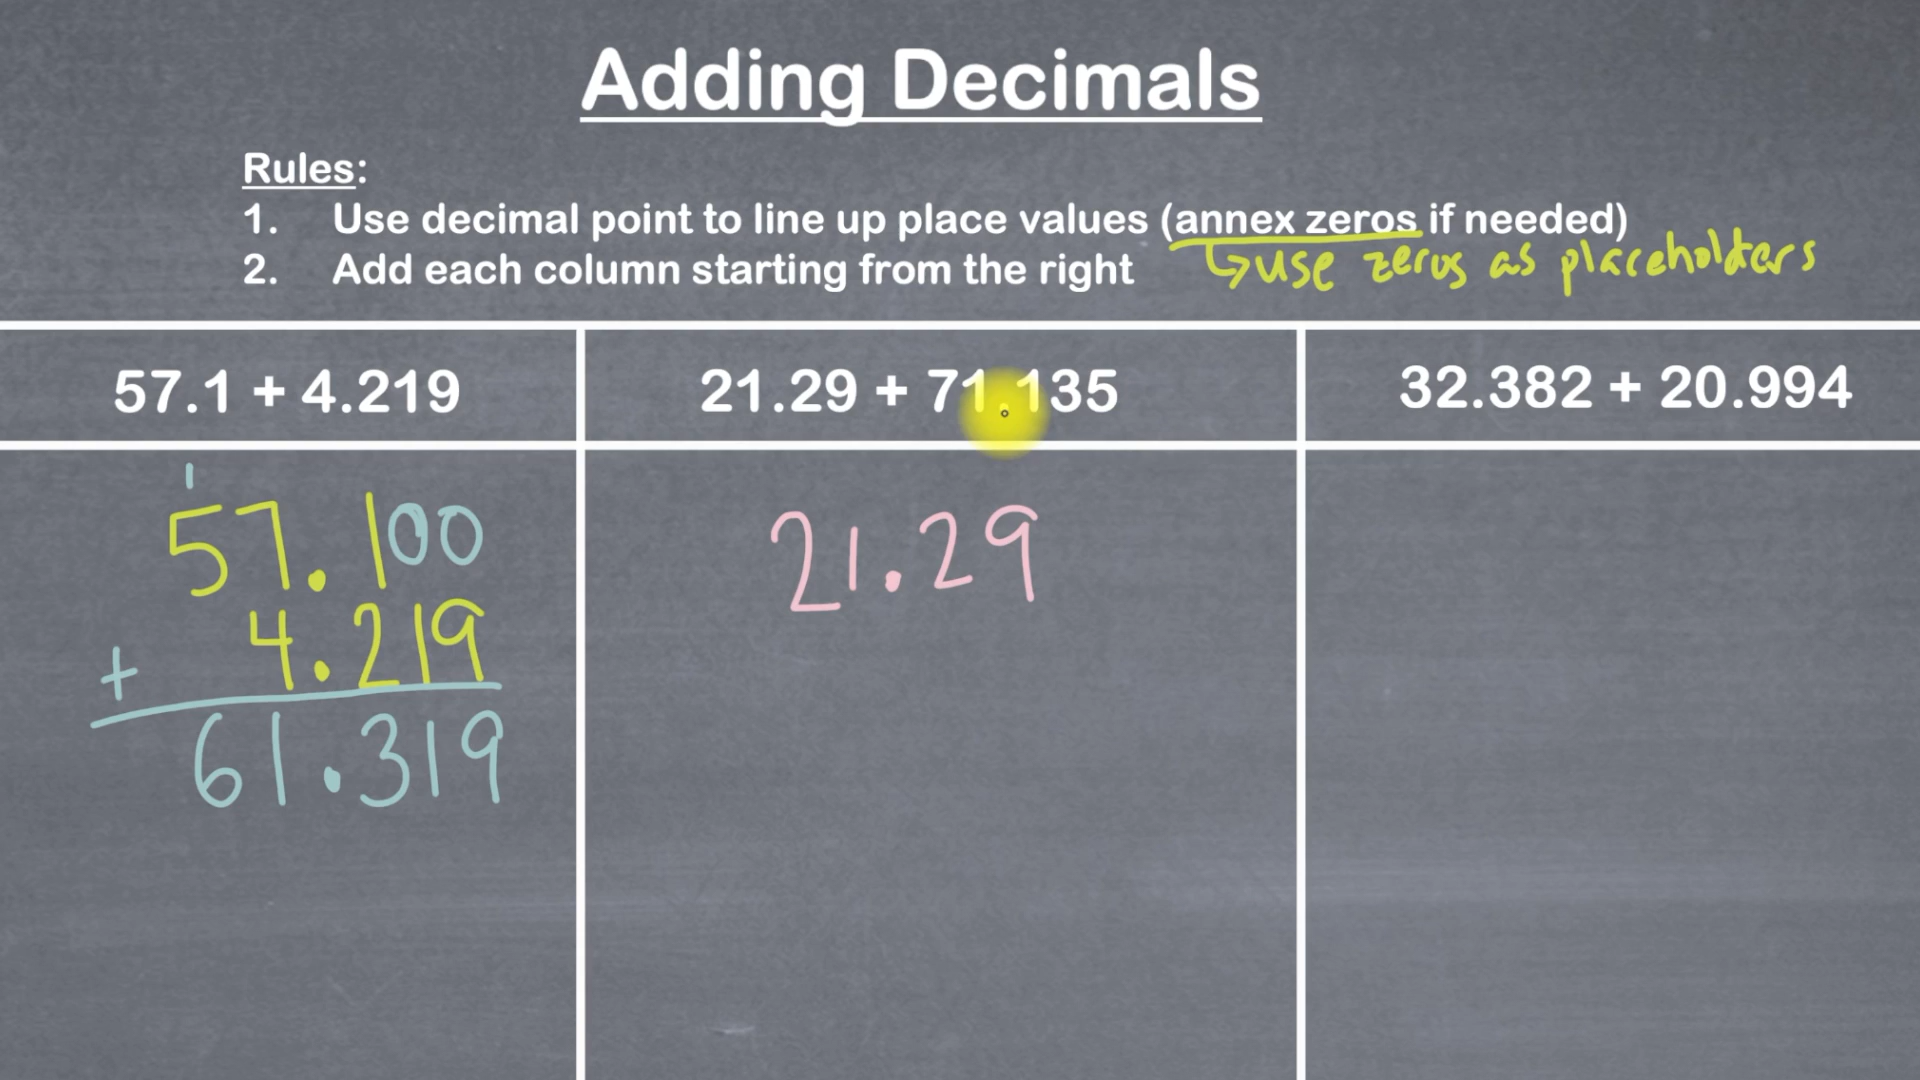 Adding Decimals
Rules:
1. Use decimal point to line up place values (annex zeros if needed)
2. Add each column starting from the right
↳use zeros as placeholders
57.1 + 4.219
21.29 + 71.135
32.382 + 20.994
1
57.100
+ 4.219
61.319
21.29